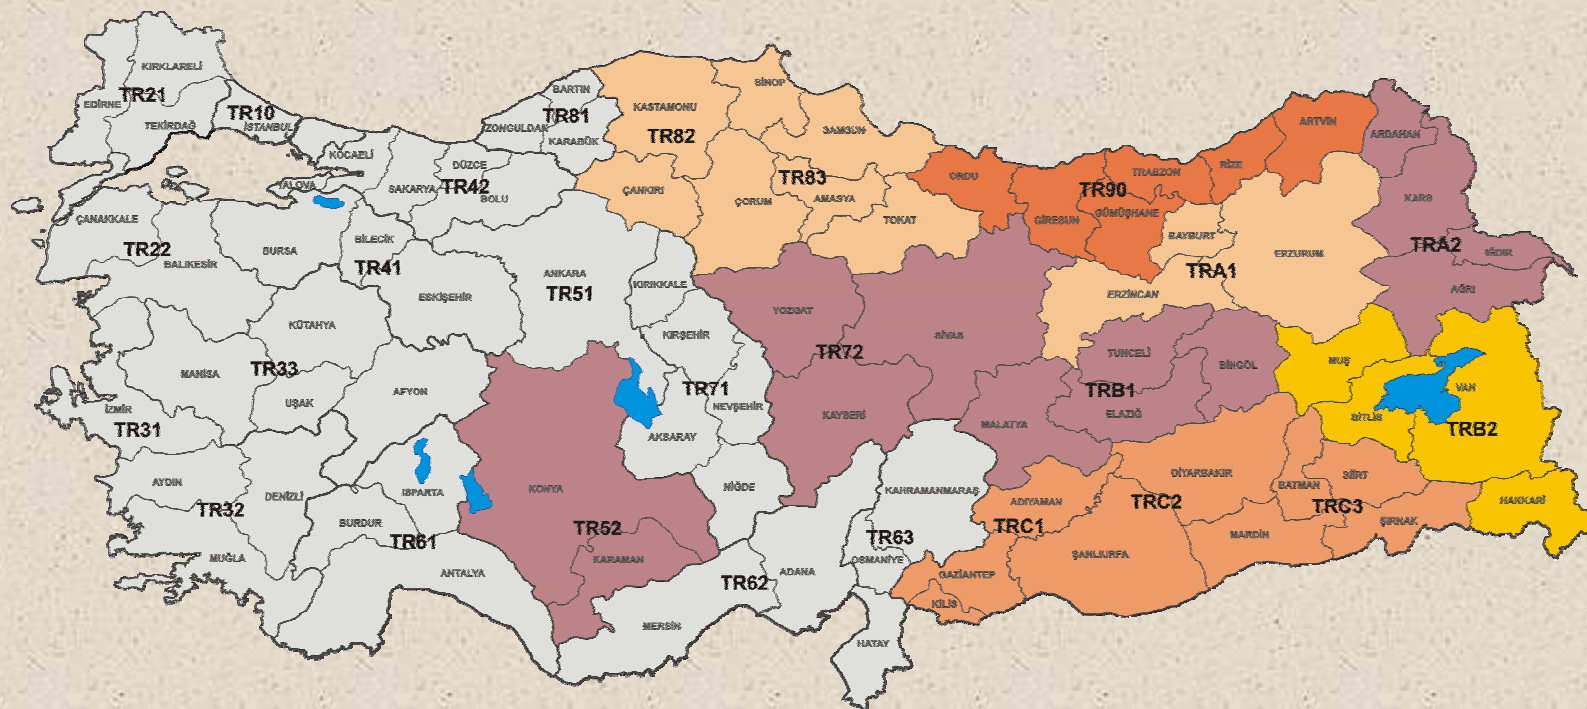 KIRKLARELİ
EDİRNE
TR21
TEKİRDAĞ
TR10
İSTANBUL
KOCAELİ
YALOVA
SAKARYA
DÜZCE
TR42
BOLU
ZONGULDAK
BARTIN
TR81
KARABÜK
KASTAMONU
TR82
ÇANKIRI
SİNOP
SAMSUN
TR83
ÇORUM
AMASYA
TOKAT
ORDU
GİRESUN
TR90
TRABZON
GÜMÜŞHANE
RİZE
ARTVİN
ARDAHAN
KARS
TRA2
IĞDIR
AĞRI
BAYBURT
TRA1
ERZURUM
ERZİNCAN
ÇANAKKALE
TR22
BALIKESİR
BURSA
BİLECİK
TR41
ESKİŞEHİR
ANKARA
TR51
KIRIKKALE
KIRŞEHİR
TR71
NEVŞEHİR
AKSARAY
NİĞDE
YOZGAT
SİVAS
TR72
KAYSERİ
TUNCELİ
BİNGÖL
TRB1
ELAZIĞ
MALATYA
MUŞ
BİTLİS
VAN
TRB2
HAKKARİ
KÜTAHYA
MANİSA
TR33
UŞAK
AFYON
İZMİR
TR31
AYDIN
DENİZLİ
TR32
MUĞLA
ISPARTA
BURDUR
TR61
ANTALYA
KONYA
TR52
KARAMAN
MERSİN
TR62
ADANA
KAHRAMANMARAŞ
TR63
OSMANİYE
HATAY
ADIYAMAN
TRC1
GAZİANTEP
KİLİS
DİYARBAKIR
TRC2
ŞANLIURFA
BATMAN
SİİRT
TRC3
MARDİN
ŞIRNAK